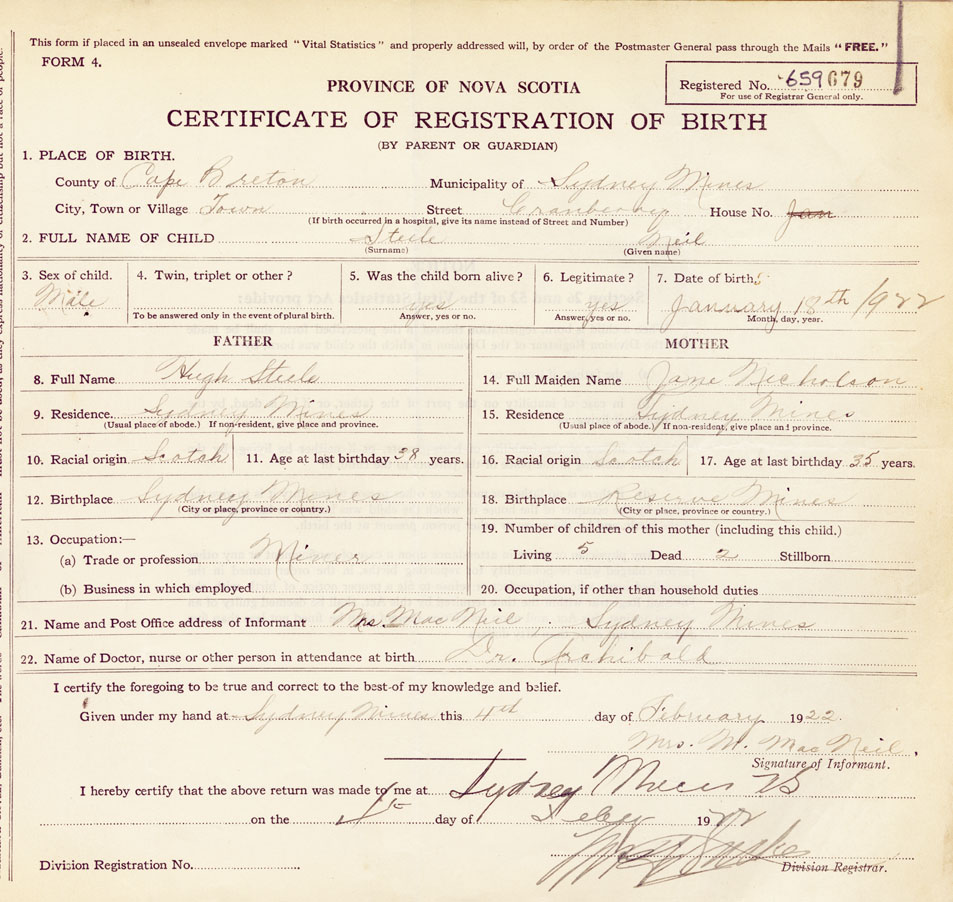 This form if placed in an unsealed envelope marked "Vital Statistics" and properly addressed will, by order of the Postmaster General pass through the Mails "FREE."
FORM 4.
Registered No. 659679
For use of Registrar General only.
PROVINCE OF NOVA SCOTIA
CERTIFICATE OF REGISTRATION OF BIRTH
(BY PARENT OR GUARDIAN)
1. PLACE OF BIRTH.
County of Cape Breton Municipality of Sydney Mines
City, Town or Village Town Street Cranberry House No. Jan
(If birth occurred in a hospital, give its name instead of Street and Number)
2. FULL NAME OF CHILD Steele Neil
(Surname) (Given name)
3. Sex of child. 4. Twin, triplet or other? 5. Was the child born alive? 6. Legitimate? 7. Date of birth
Male yes yes January 18th 1922
To be answered only in the event of plural birth. Answer, yes or no. Answer, yes or no. Month, day, year.
FATHER MOTHER
8. Full Name Hugh Steele 14. Full Maiden Name Jane Nicholson
9. Residence Sydney Mines 15. Residence Sydney Mines
(Usual place of abode.) If non-resident, give place and province. (Usual place of abode.) If non-resident, give place and province.
10. Racial origin Scotch 11. Age at last birthday 38 years. 16. Racial origin Scotch 17. Age at last birthday 35 years.
12. Birthplace Sydney Mines 18. Birthplace Reserve Mines
(City or place, province or country.) (City or place, province or country.)
13. Occupation:— 19. Number of children of this mother (including this child.)
(a) Trade or profession Miner Living 5 Dead 2 Stillborn
(b) Business in which employed 20. Occupation, if other than household duties
21. Name and Post Office address of Informant Mrs. MacNeil, Sydney Mines
22. Name of Doctor, nurse or other person in attendance at birth Dr. Archibald
I certify the foregoing to be true and correct to the best of my knowledge and belief.
Given under my hand at Sydney Mines this 4th day of February 1922.
Mrs. M. MacNeil.
Signature of Informant.
I hereby certify that the above return was made to me at Sydney Mines NS
on the day of 1922
Division Registration No. Division Registrar.